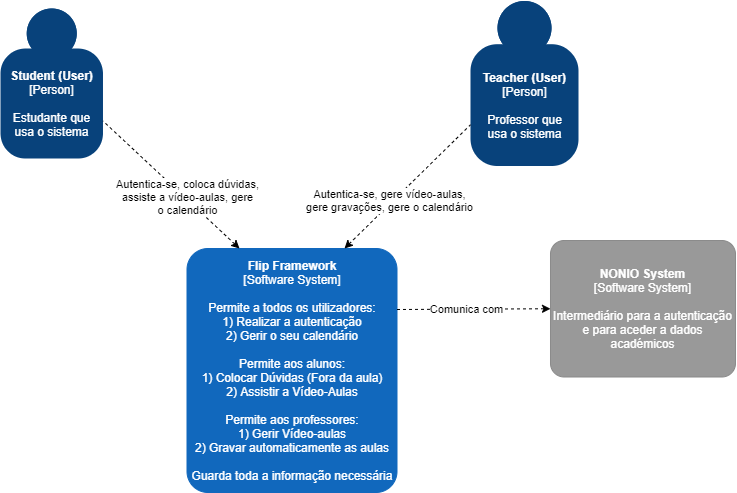 Student (User)
[Person]
Estudante que
usa o sistema
Teacher (User)
[Person]
Professor que
usa o sistema
Autentica-se, coloca dúvidas,
assiste a vídeo-aulas, gere
o calendário
Autentica-se, gere vídeo-aulas,
gere gravações, gere o calendário
Flip Framework
[Software System]
Permite a todos os utilizadores:
1) Realizar a autenticação
2) Gerir o seu calendário
Permite aos alunos:
1) Colocar Dúvidas (Fora da aula)
2) Assistir a Vídeo-Aulas
Permite aos professores:
1) Gerir Vídeo-aulas
2) Gravar automaticamente as aulas
Guarda toda a informação necessária
Comunica com
NONIO System
[Software System]
Intermediário para a autenticação
e para aceder a dados
académicos